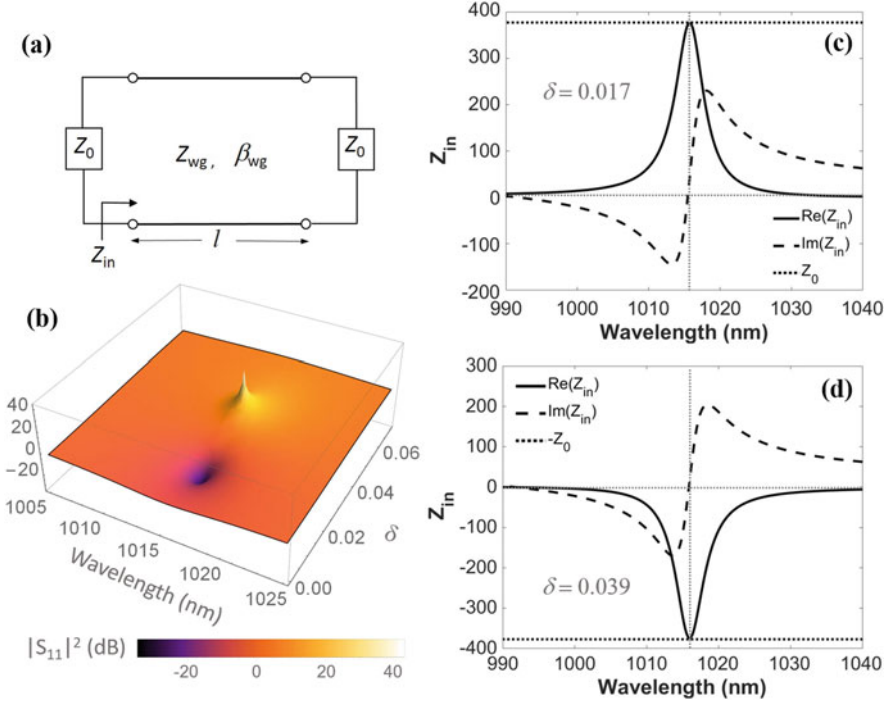 (a)
Z0
Zwg , βwg
Z0
Zin
l
(b)
40
20
0
−20
1005
1010
1015
1020
1025
Wavelength (nm)
0.00
0.02
0.04
0.06
δ
|S11|² (dB)
-20
0
20
40
(c)
400
300
200
100
0
-100
-200
Zin
δ = 0.017
Re(Zin)
Im(Zin)
Z0
990
1000
1010
1020
1030
1040
Wavelength (nm)
(d)
300
200
100
0
-100
-200
-300
-400
Zin
Re(Zin)
Im(Zin)
-Z0
δ = 0.039
990
1000
1010
1020
1030
1040
Wavelength (nm)